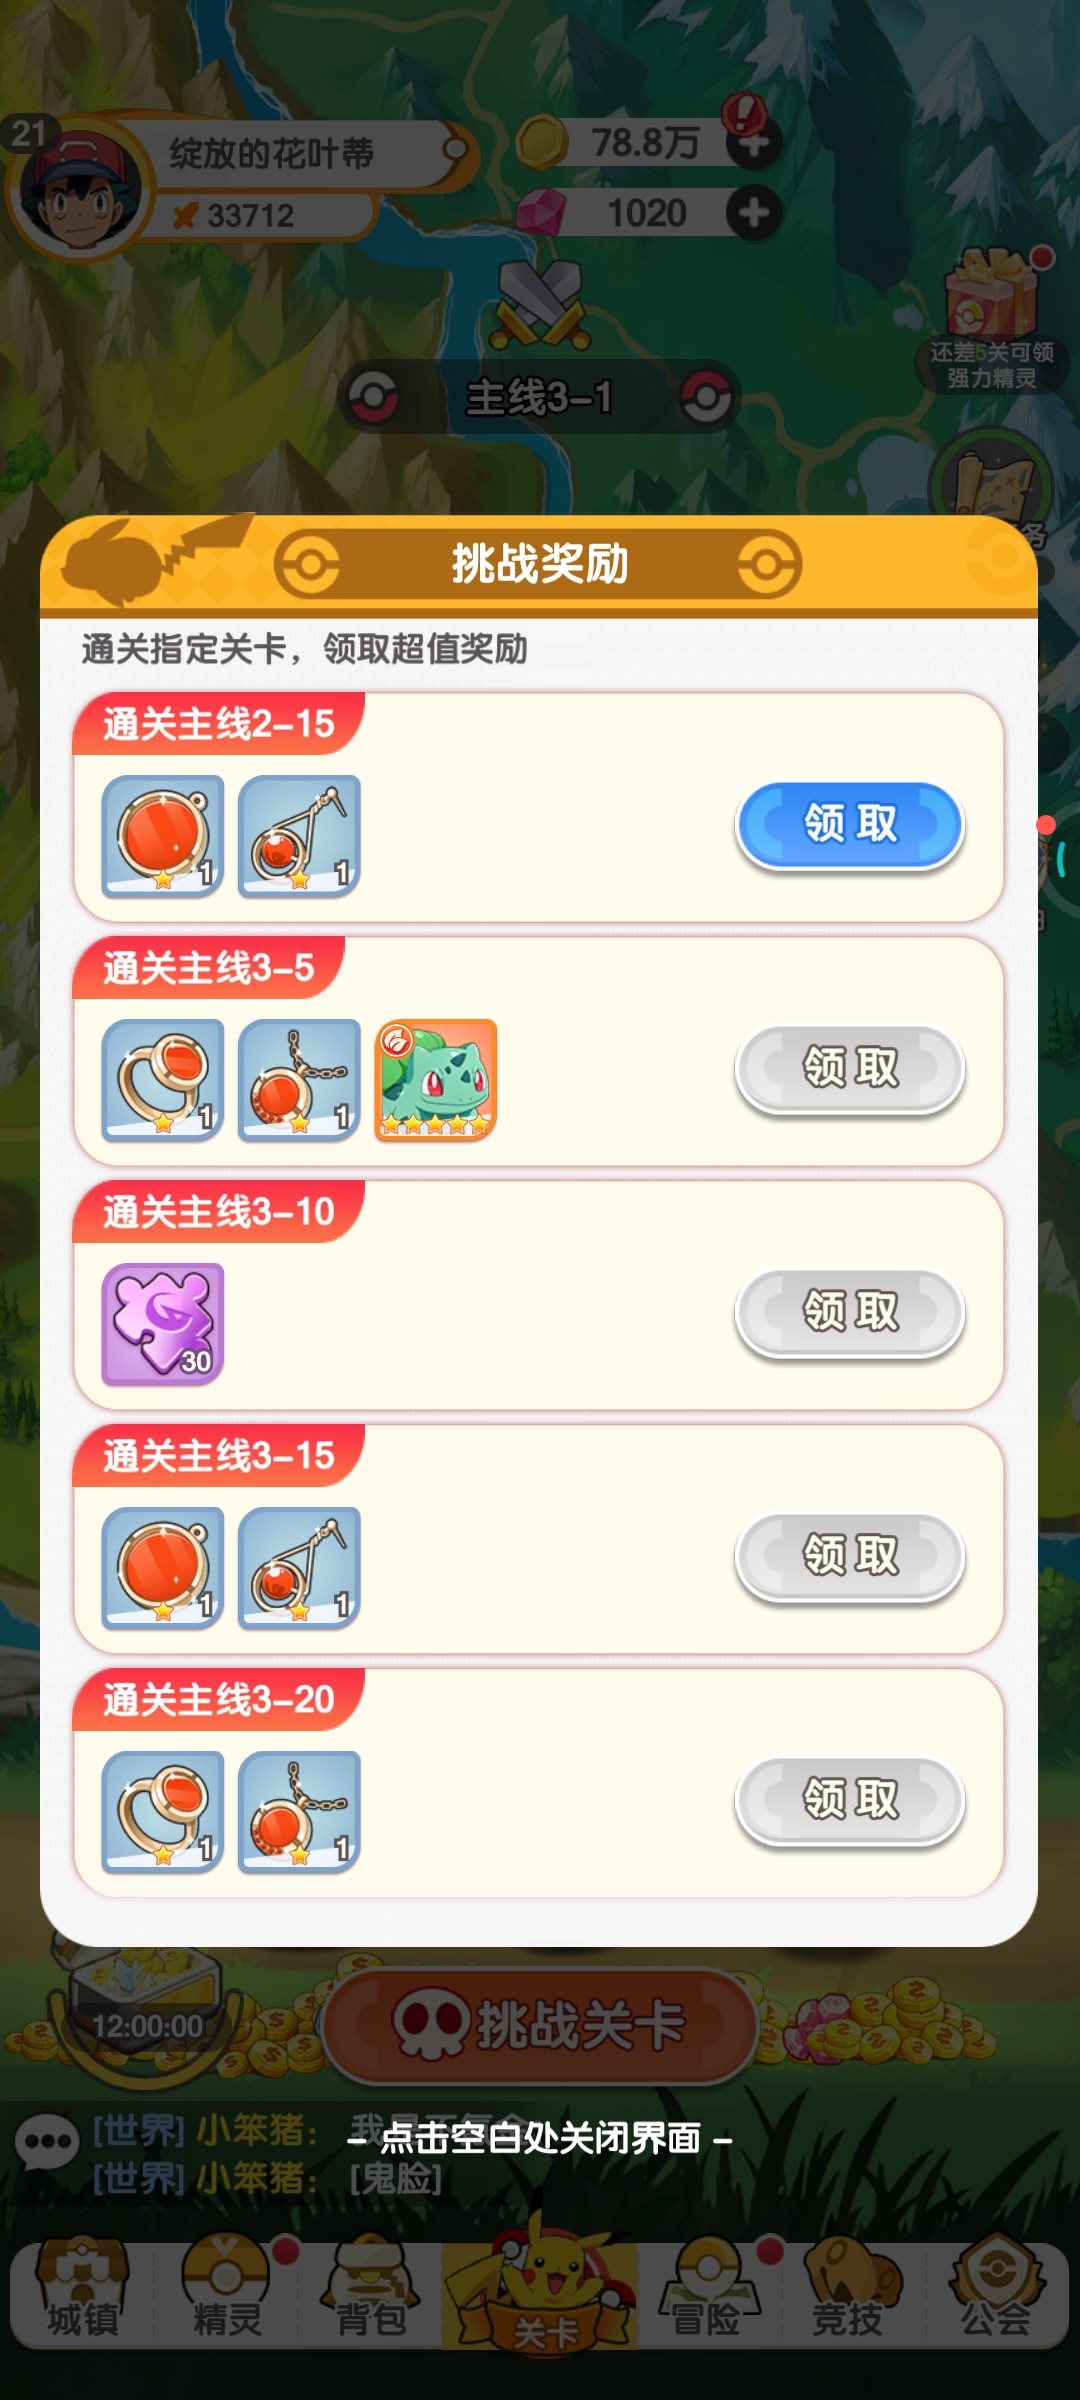 21
绽放的花叶蒂
78.8万
33712
1020
还差5关可领
强力精灵
主线3-1
务
挑战奖励
通关指定关卡，领取超值奖励
通关主线2-15
1
1
领取
通关主线3-5
1
1
领取
通关主线3-10
30
领取
通关主线3-15
1
1
领取
通关主线3-20
1
1
领取
12:00:00
挑战关卡
[世界] 小笨猪：
- 点击空白处关闭界面 -
[世界] 小笨猪： [鬼脸]
城镇
精灵
背包
关卡
冒险
竞技
公会